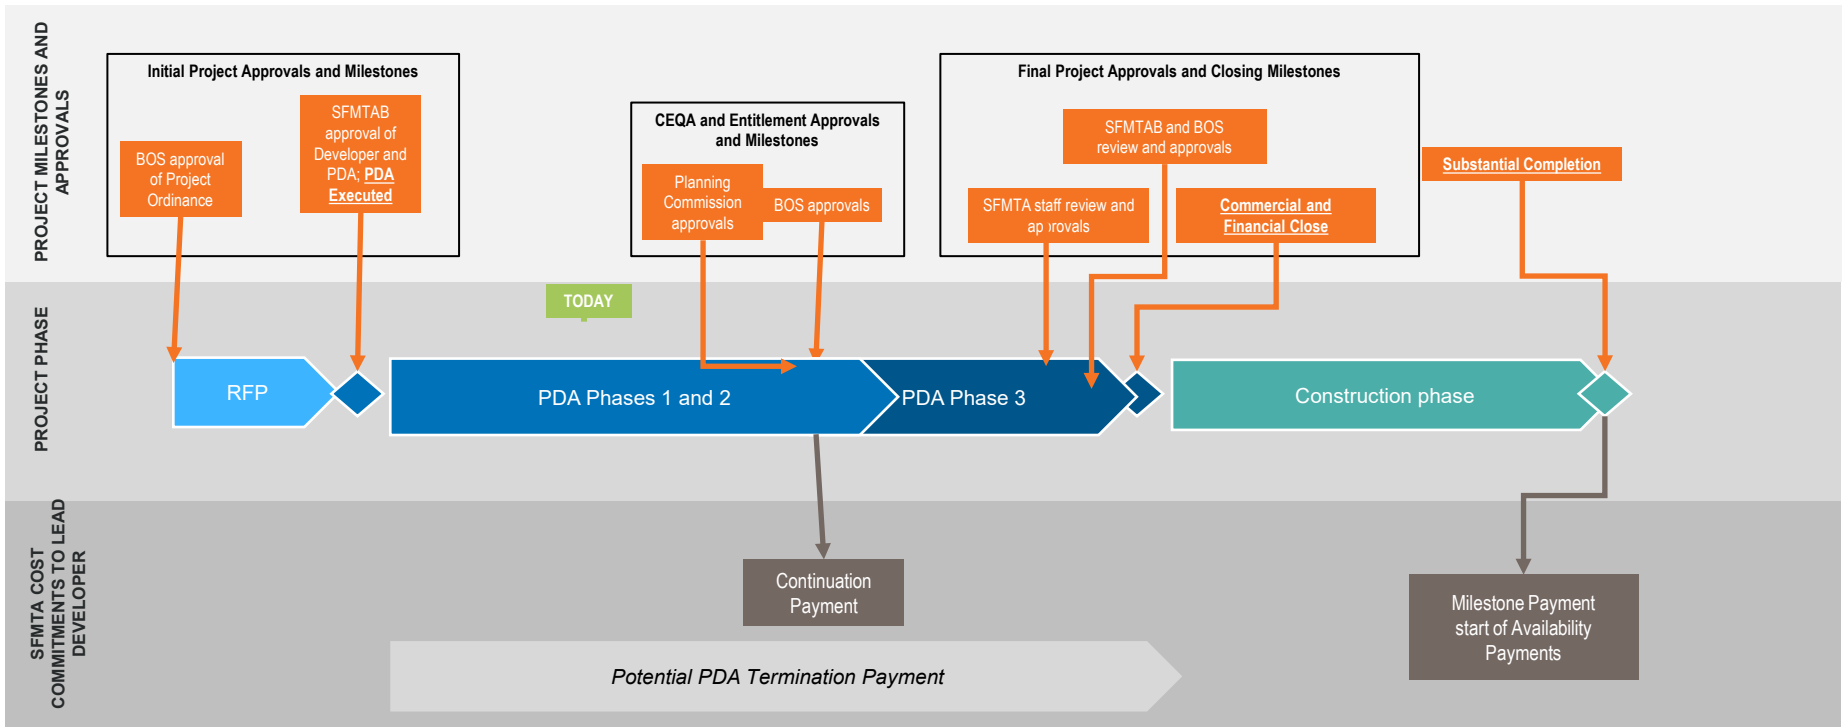 PROJECT MILESTONES AND
APPROVALS
Initial Project Approvals and Milestones
BOS approval
of Project
Ordinance
SFMTAB
approval of
Developer and
PDA; PDA
Executed
CEQA and Entitlement Approvals
and Milestones
Planning
Commission
approvals
BOS approvals
Final Project Approvals and Closing Milestones
SFMTAB and BOS
review and approvals
SFMTA staff review and
approvals
Commercial and
Financial Close
Substantial Completion
PROJECT PHASE
TODAY
RFP
PDA Phases 1 and 2
PDA Phase 3
Construction phase
SFMTA COST
COMMITMENTS TO LEAD
DEVELOPER
Continuation
Payment
Milestone Payment
start of Availability
Payments
Potential PDA Termination Payment